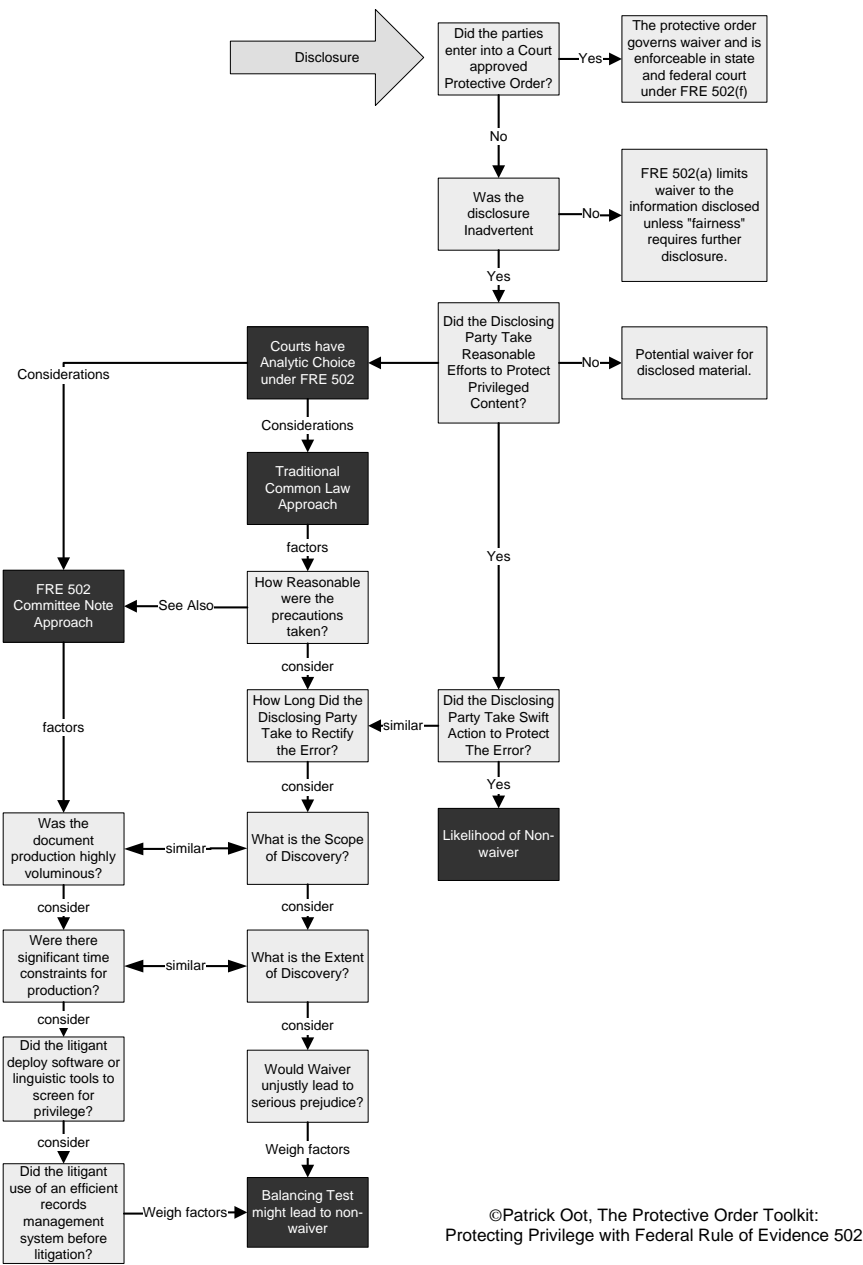 Disclosure
Did the parties
enter into a Court
approved
Protective Order?
Yes
The protective order
governs waiver and is
enforceable in state
and federal court
under FRE 502(f)
No
Was the
disclosure
Inadvertent
No
FRE 502(a) limits
waiver to the
information disclosed
unless "fairness"
requires further
disclosure.
Yes
Did the Disclosing
Party Take
Reasonable
Efforts to Protect
Privileged
Content?
No
Potential waiver for
disclosed material.
Courts have
Analytic Choice
under FRE 502
Considerations
Considerations
Traditional
Common Law
Approach
factors
Yes
FRE 502
Committee Note
Approach
See Also
How Reasonable
were the
precautions
taken?
consider
factors
How Long Did the
Disclosing Party
Take to Rectify
the Error?
similar
Did the Disclosing
Party Take Swift
Action to Protect
The Error?
consider
Yes
Was the
document
production highly
voluminous?
similar
What is the Scope
of Discovery?
Likelihood of Non-
waiver
consider
consider
Were there
significant time
constraints for
production?
similar
What is the Extent
of Discovery?
consider
consider
Did the litigant
deploy software or
linguistic tools to
screen for
privilege?
Would Waiver
unjustly lead to
serious prejudice?
consider
Weigh factors
Did the litigant
use of an efficient
records
management
system before
litigation?
Weigh factors
Balancing Test
might lead to non-
waiver
©Patrick Oot, The Protective Order Toolkit:
Protecting Privilege with Federal Rule of Evidence 502